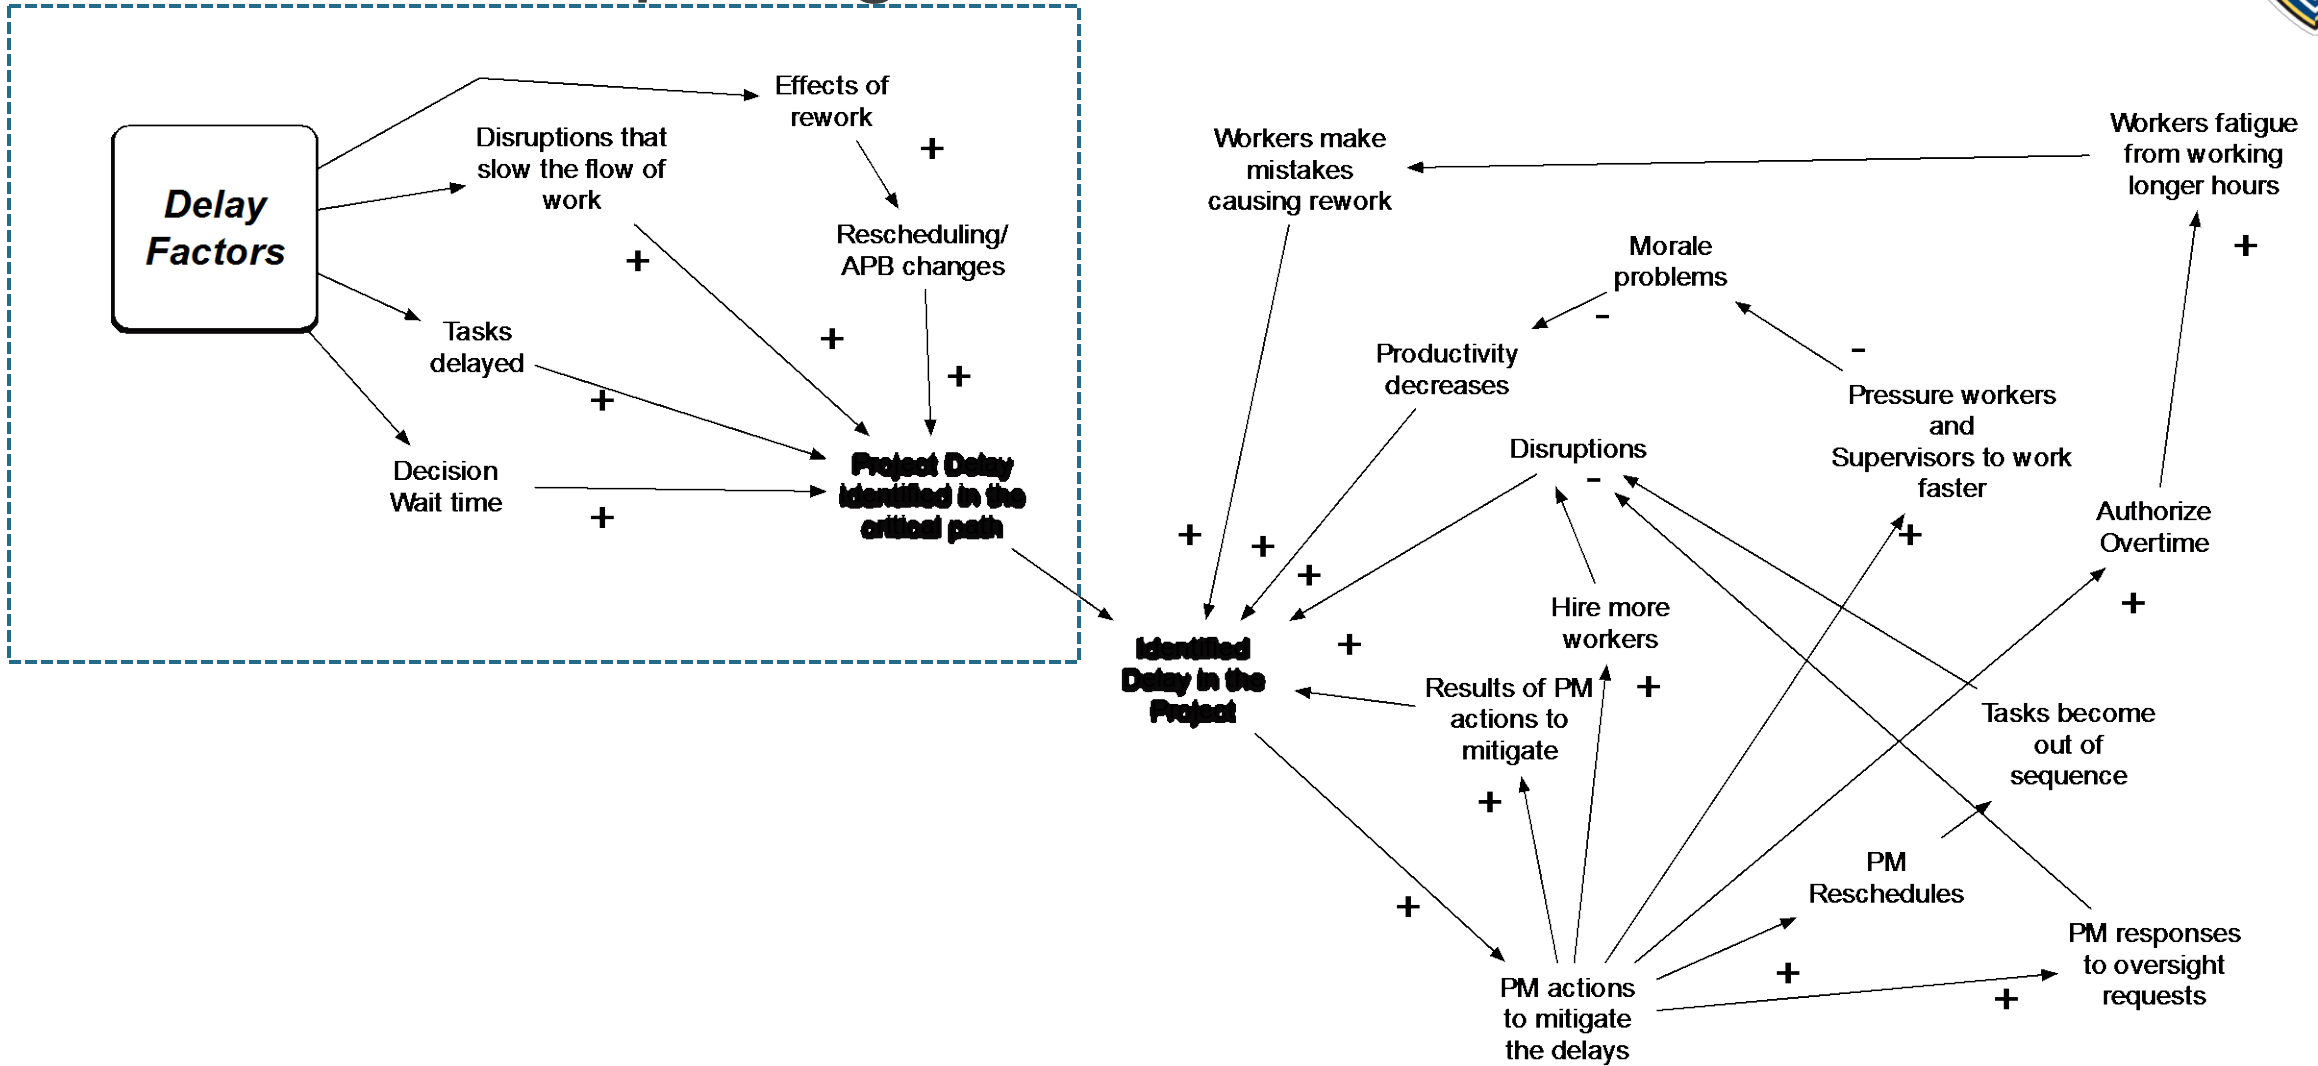 Delay
Factors
Effects of
rework
+
Disruptions that
slow the flow of
work
+
Rescheduling/
APB changes
+
+
Tasks
delayed
+
Decision
Wait time
+
Project Delay
identified in the
critical path
Workers make
mistakes
causing rework
Workers fatigue
from working
longer hours
+
Morale
problems
-
Productivity
decreases
-
Pressure workers
and
Supervisors to work
faster
+
Disruptions
-
Authorize
Overtime
+
+
+
+
+
Identified
Delay in the
Project
Hire more
workers
+
Results of PM
actions to
mitigate
+
Tasks become
out of
sequence
PM
Reschedules
+
PM responses
to oversight
requests
+
+
PM actions
to mitigate
the delays